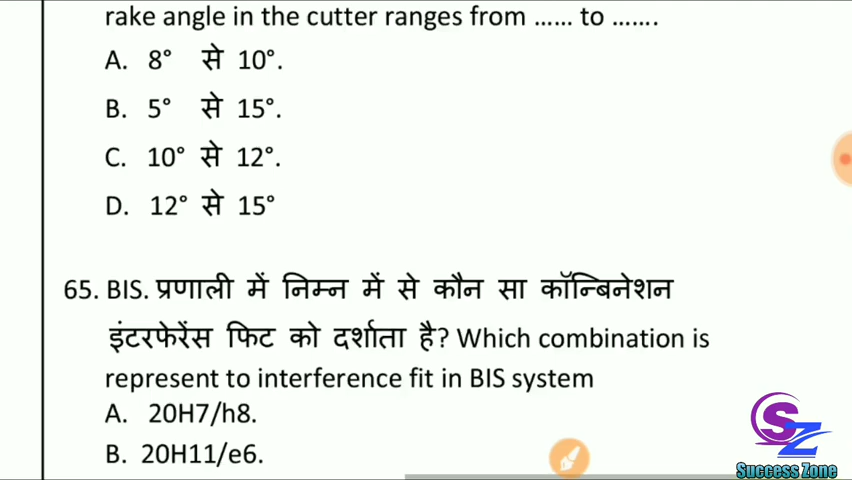 rake angle in the cutter ranges from ...... to .......
A. 8° से 10°.
B. 5° से 15°.
C. 10° से 12°.
D. 12° से 15°
65. BIS. प्रणाली में निम्न में से कौन सा कॉन्बिनेशन
इंटरफेरेंस फिट को दर्शाता है? Which combination is
represent to interference fit in BIS system
A. 20H7/h8.
B. 20H11/e6.
SZ
Success Zone